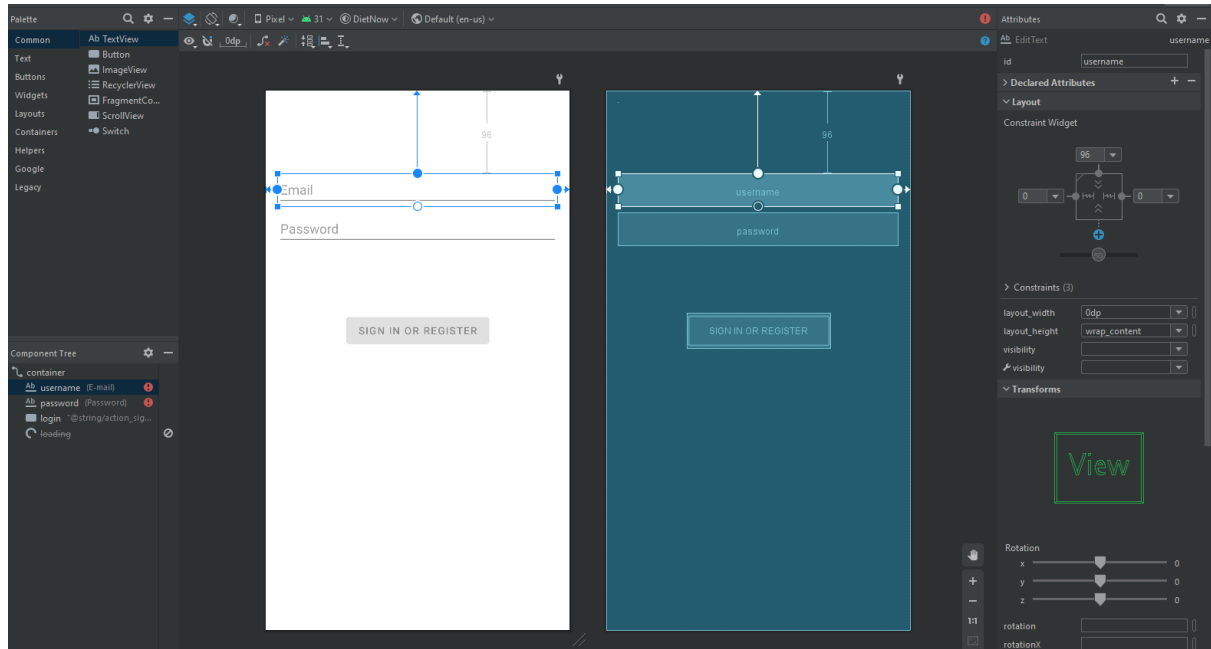 Palette
Pixel
31
DietNow
Default (en-us)
Attributes
Common
Text
Buttons
Widgets
Layouts
Containers
Helpers
Google
Legacy
Ab TextView
Button
ImageView
RecyclerView
FragmentCo...
ScrollView
Switch
0dp
96
Email
Password
SIGN IN OR REGISTER
96
username
password
SIGN IN OR REGISTER
1:1
Component Tree
container
Ab username (E-mail)
Ab password (Password)
login "@string/action_sig...
loading
Ab EditText username
id username
Declared Attributes
Layout
Constraint Widget
96
0 0
50
Constraints (3)
layout_width 0dp
layout_height wrap_content
visibility
visibility
Transforms
View
Rotation
x 0
y 0
z 0
rotation
rotationX